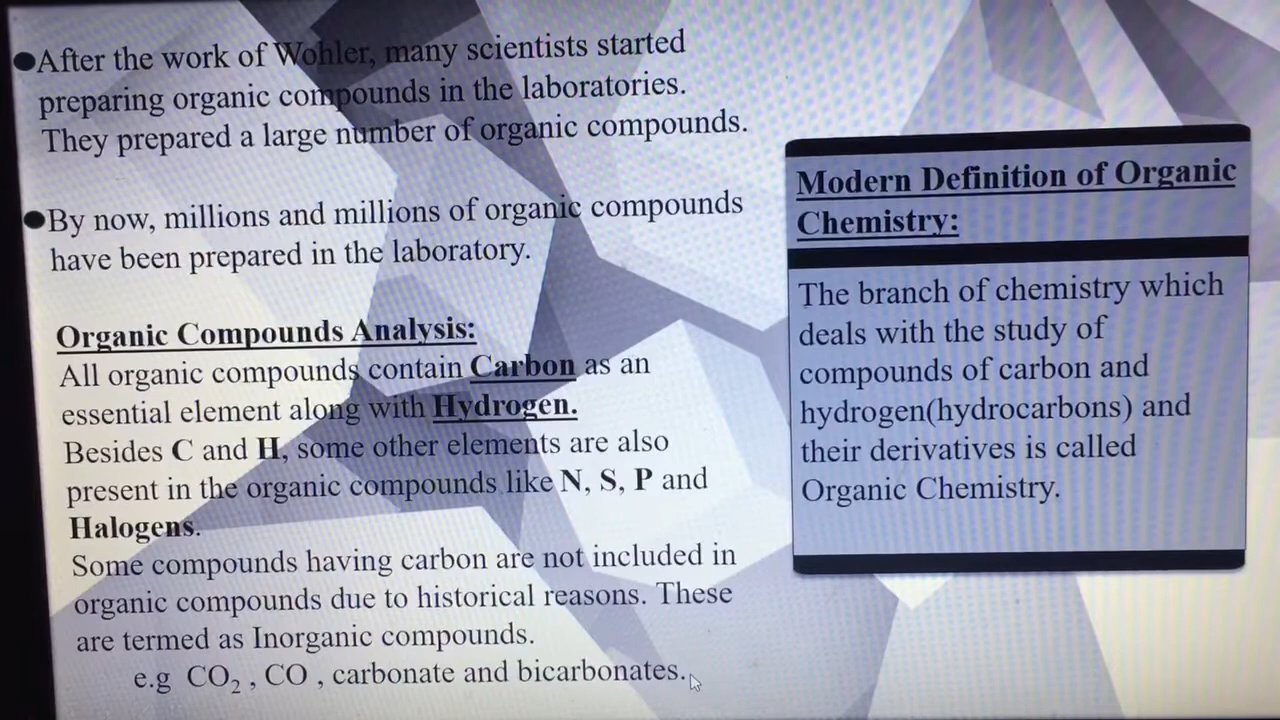 ●After the work of Wohler, many scientists started
preparing organic compounds in the laboratories.
They prepared a large number of organic compounds.
●By now, millions and millions of organic compounds
have been prepared in the laboratory.
Organic Compounds Analysis:
All organic compounds contain Carbon as an
essential element along with Hydrogen.
Besides C and H, some other elements are also
present in the organic compounds like N, S, P and
Halogens.
Some compounds having carbon are not included in
organic compounds due to historical reasons. These
are termed as Inorganic compounds.
e.g CO₂ , CO , carbonate and bicarbonates.
Modern Definition of Organic
Chemistry:
The branch of chemistry which
deals with the study of
compounds of carbon and
hydrogen(hydrocarbons) and
their derivatives is called
Organic Chemistry.